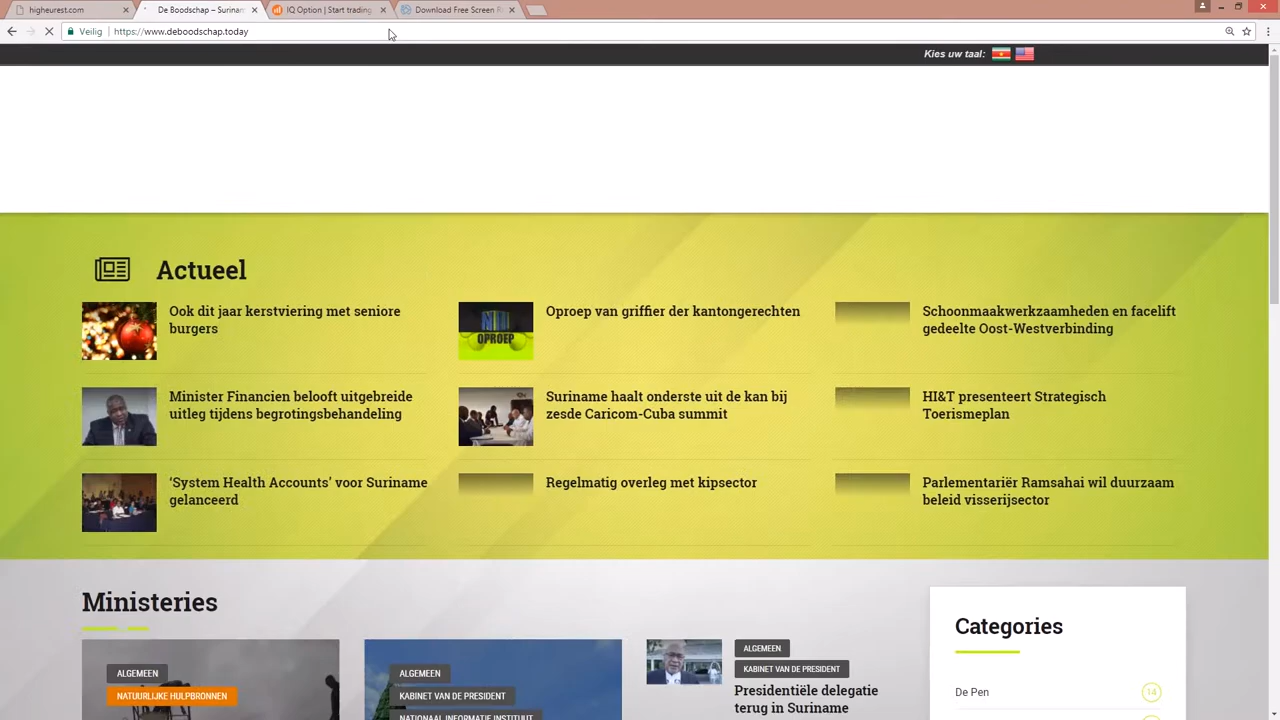 higheurest.com
De Boodschap – Surinam
IQ Option | Start trading
Download Free Screen R
Veilig
https://www.deboodschap.today
Kies uw taal:
Actueel
Ook dit jaar kerstviering met seniore
burgers
Oproep van griffier der kantongerechten
Schoonmaakwerkzaamheden en facelift
gedeelte Oost-Westverbinding
OPROEP
Minister Financien belooft uitgebreide
uitleg tijdens begrotingsbehandeling
Suriname haalt onderste uit de kan bij
zesde Caricom-Cuba summit
HI&T presenteert Strategisch
Toerismeplan
‘System Health Accounts’ voor Suriname
gelanceerd
Regelmatig overleg met kipsector
Parlementariër Ramsahai wil duurzaam
beleid visserijsector
Ministeries
Categories
ALGEMEEN
NATUURLIJKE HULPBRONNEN
ALGEMEEN
KABINET VAN DE PRESIDENT
NATIONAAL INFORMATIE INSTITUUT
ALGEMEEN
KABINET VAN DE PRESIDENT
Presidentiële delegatie
terug in Suriname
De Pen
14